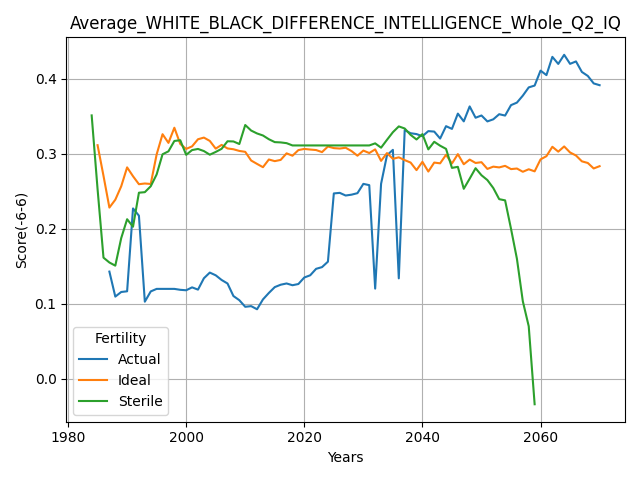 Average_WHITE_BLACK_DIFFERENCE_INTELLIGENCE_Whole_Q2_IQ
Score(-6-6)
0.4
0.3
0.2
0.1
0.0
Fertility
Actual
Ideal
Sterile
1980
2000
2020
2040
2060
Years